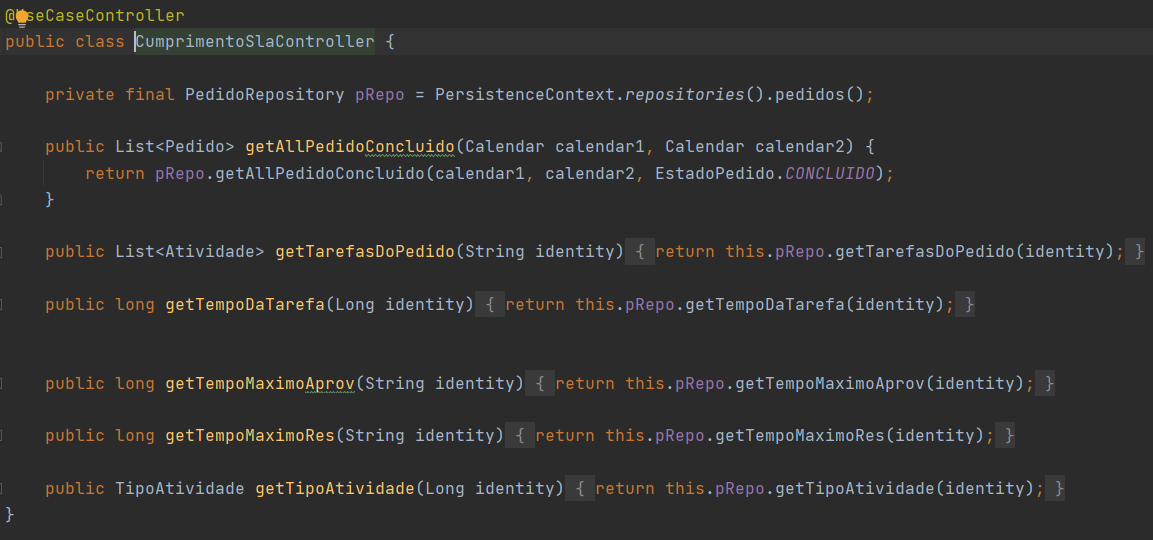 @UseCaseController
public class CumprimentoSlaController {
private final PedidoRepository pRepo = PersistenceContext.repositories().pedidos();
public List<Pedido> getAllPedidoConcluido(Calendar calendar1, Calendar calendar2) {
return pRepo.getAllPedidoConcluido(calendar1, calendar2, EstadoPedido.CONCLUIDO);
}
public List<Atividade> getTarefasDoPedido(String identity) { return this.pRepo.getTarefasDoPedido(identity); }
public long getTempoDaTarefa(Long identity) { return this.pRepo.getTempoDaTarefa(identity); }
public long getTempoMaximoAprov(String identity) { return this.pRepo.getTempoMaximoAprov(identity); }
public long getTempoMaximoRes(String identity) { return this.pRepo.getTempoMaximoRes(identity); }
public TipoAtividade getTipoAtividade(Long identity) { return this.pRepo.getTipoAtividade(identity); }
}